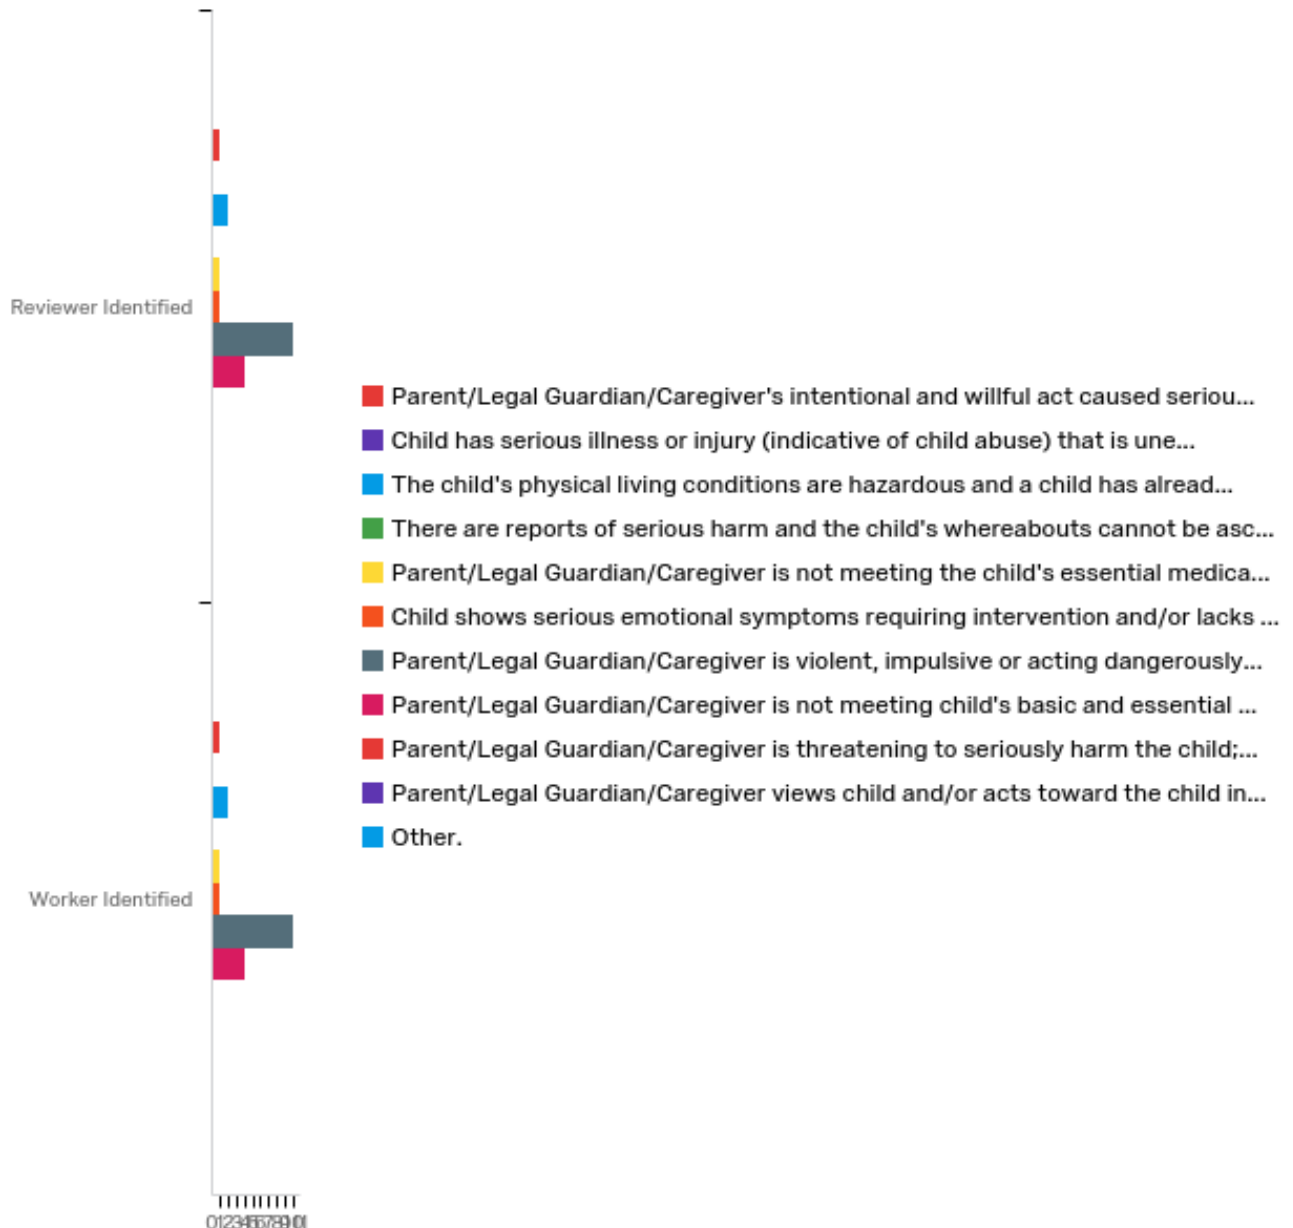 Reviewer Identified
Worker Identified
Parent/Legal Guardian/Caregiver's intentional and willful act caused seriou...
Child has serious illness or injury (indicative of child abuse) that is une...
The child's physical living conditions are hazardous and a child has alread...
There are reports of serious harm and the child's whereabouts cannot be asc...
Parent/Legal Guardian/Caregiver is not meeting the child's essential medica...
Child shows serious emotional symptoms requiring intervention and/or lacks ...
Parent/Legal Guardian/Caregiver is violent, impulsive or acting dangerously...
Parent/Legal Guardian/Caregiver is not meeting child's basic and essential ...
Parent/Legal Guardian/Caregiver is threatening to seriously harm the child;...
Parent/Legal Guardian/Caregiver views child and/or acts toward the child in...
Other.